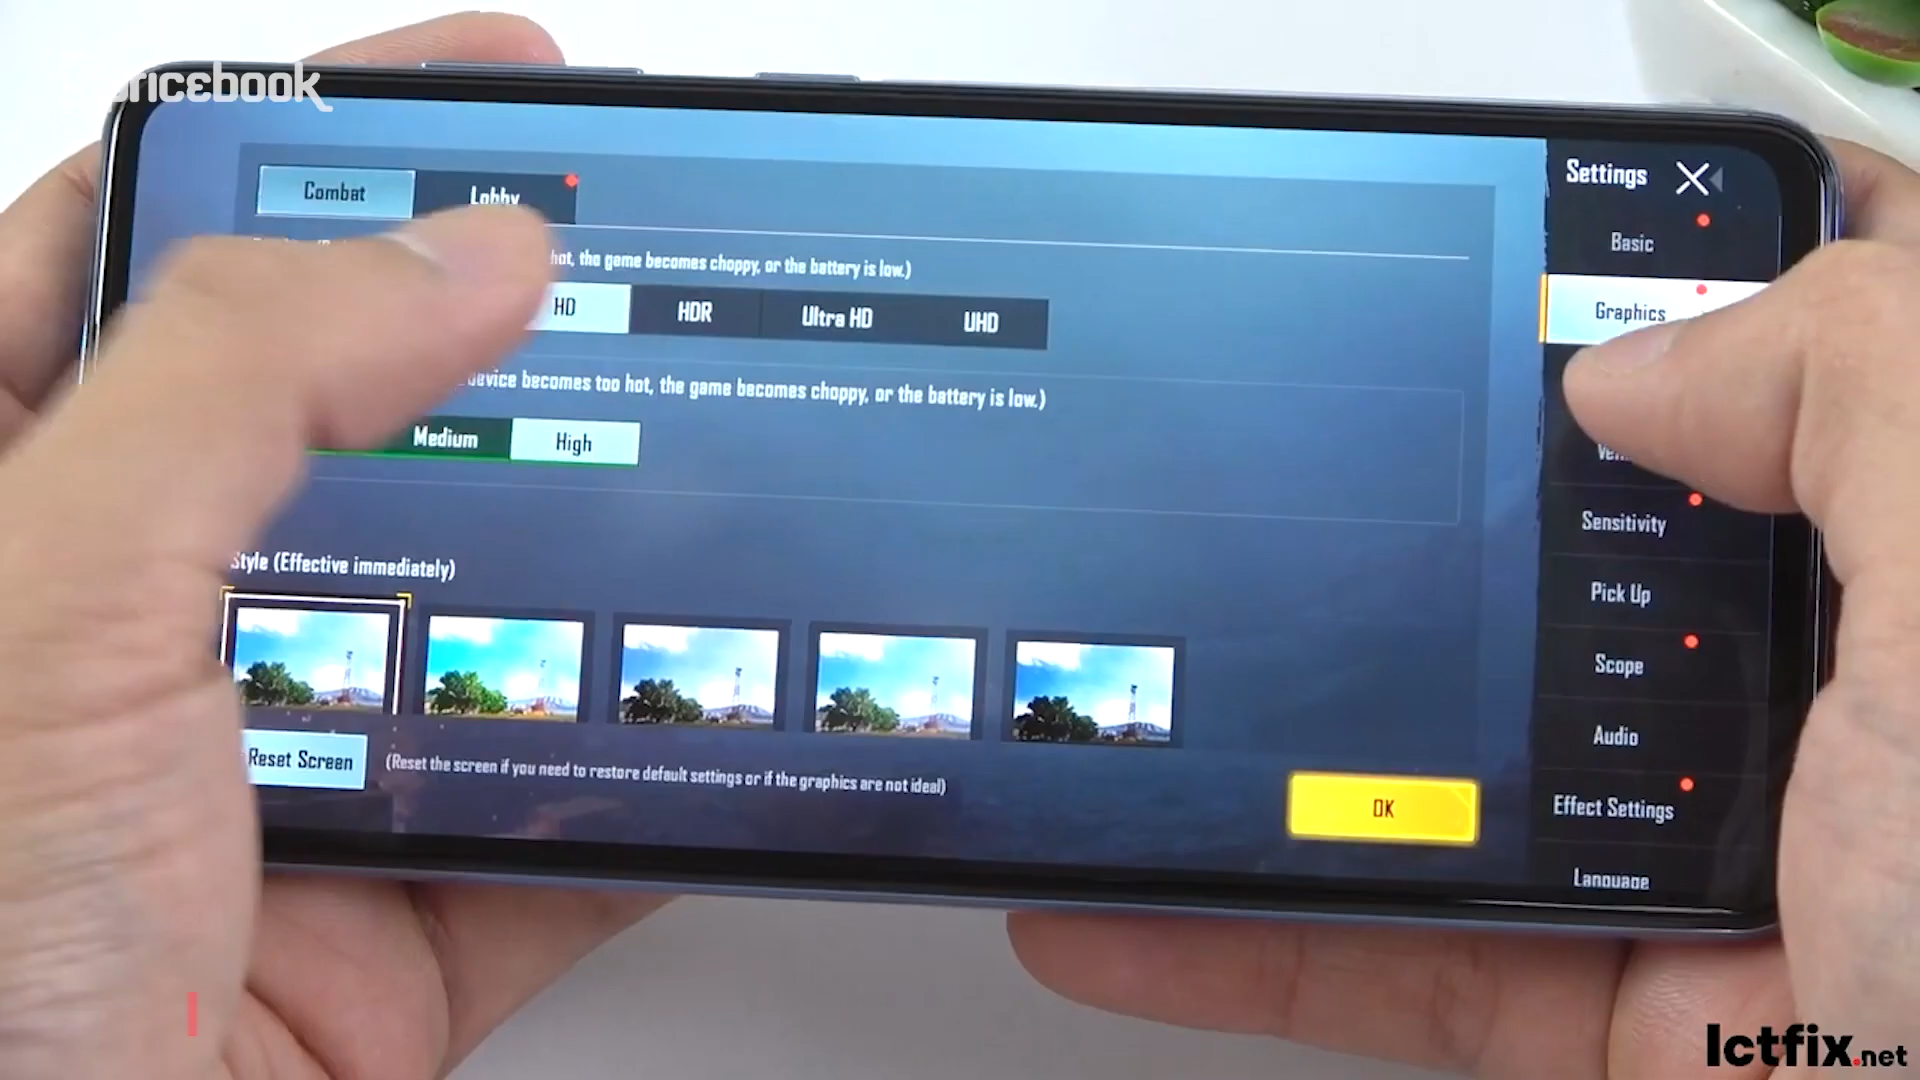 pricebook
Combat
Lobby
hot, the game becomes choppy, or the battery is low.)
HD
HDR
Ultra HD
UHD
device becomes too hot, the game becomes choppy, or the battery is low.)
Medium
High
Style (Effective immediately)
Reset Screen
(Reset the screen if you need to restore default settings or if the graphics are not ideal)
OK
Settings
Basic
Graphics
Sensitivity
Pick Up
Scope
Audio
Effect Settings
Language
Ictfix.net